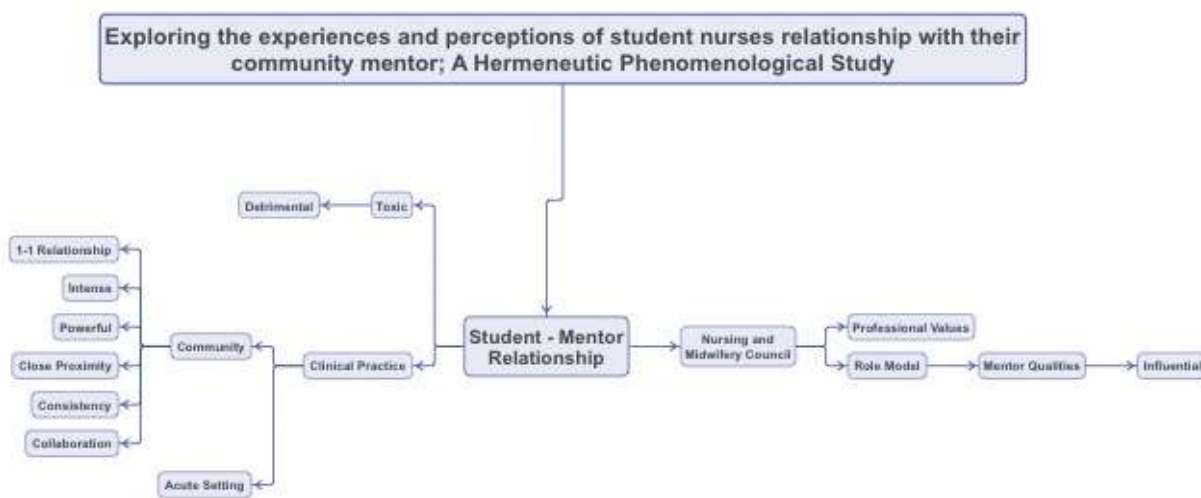 Exploring the experiences and perceptions of student nurses relationship with their
community mentor; A Hermeneutic Phenomenological Study
Detrimental
Toxic
1-1 Relationship
Intense
Powerful
Close Proximity
Consistency
Collaboration
Community
Clinical Practice
Acute Setting
Student - Mentor
Relationship
Nursing and
Midwifery Council
Professional Values
Role Model
Mentor Qualities
Influential